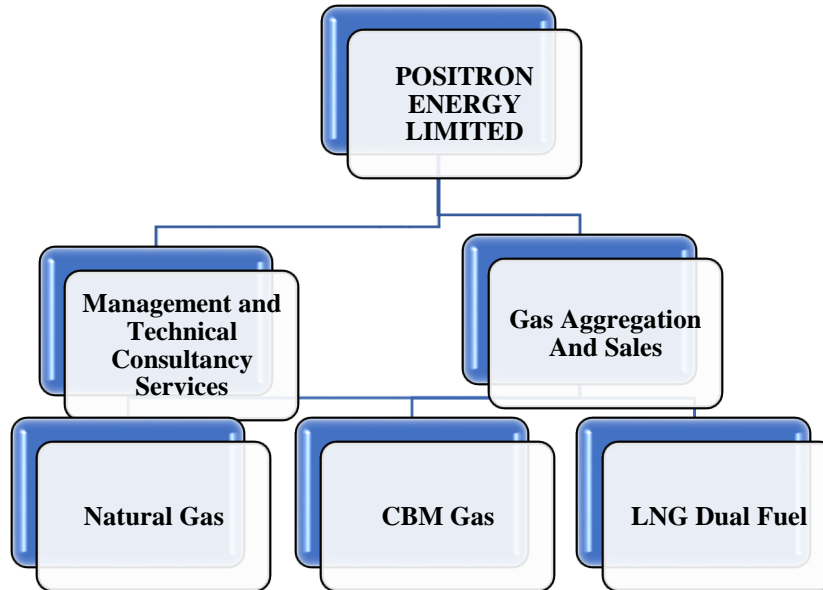 POSITRON
ENERGY
LIMITED
Management and
Technical
Consultancy
Services
Gas Aggregation
And Sales
Natural Gas
CBM Gas
LNG Dual Fuel